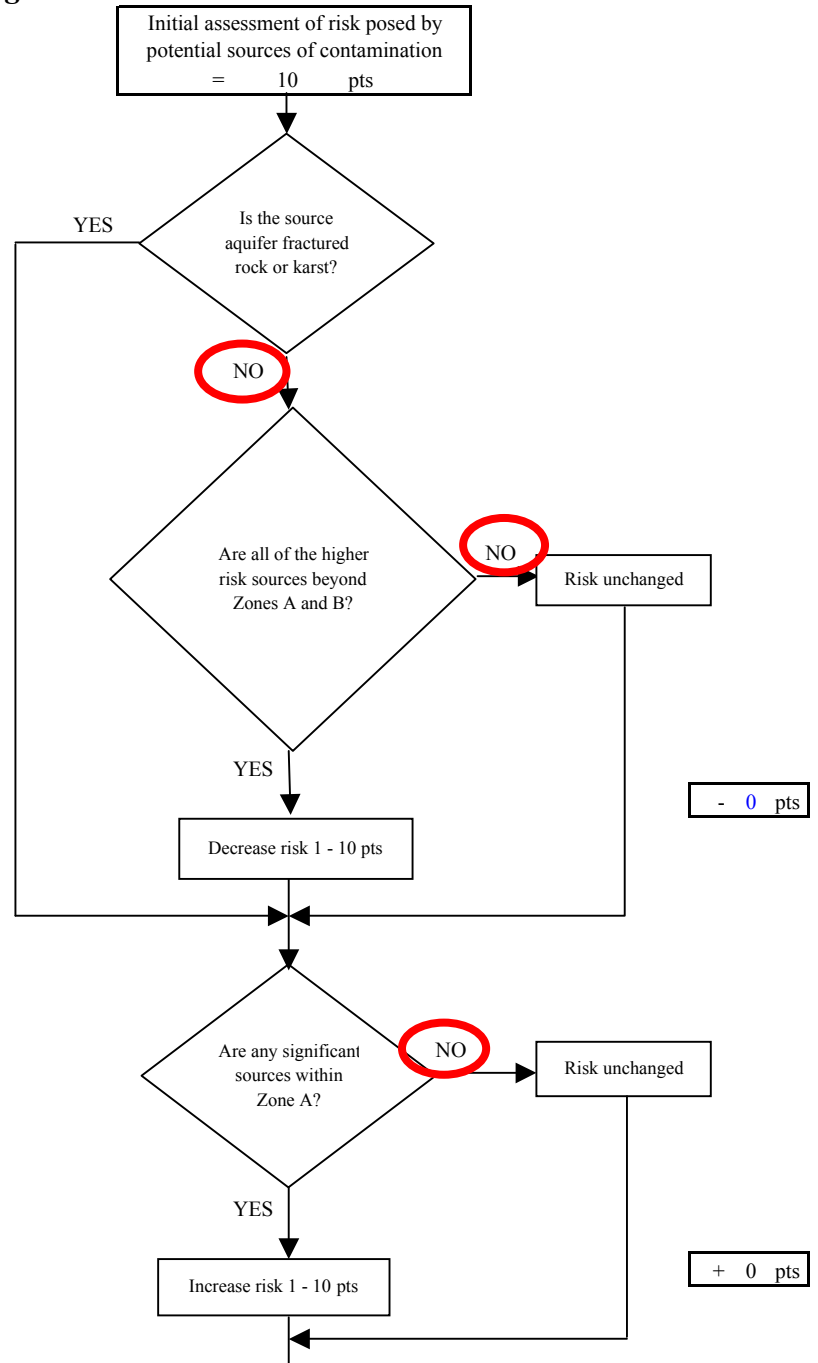 g
Initial assessment of risk posed by
potential sources of contamination
= 10 pts
YES
Is the source
aquifer fractured
rock or karst?
NO
Are all of the higher
risk sources beyond
Zones A and B?
NO
Risk unchanged
YES
- 0 pts
Decrease risk 1 - 10 pts
Are any significant
sources within
Zone A?
NO
Risk unchanged
YES
+ 0 pts
Increase risk 1 - 10 pts